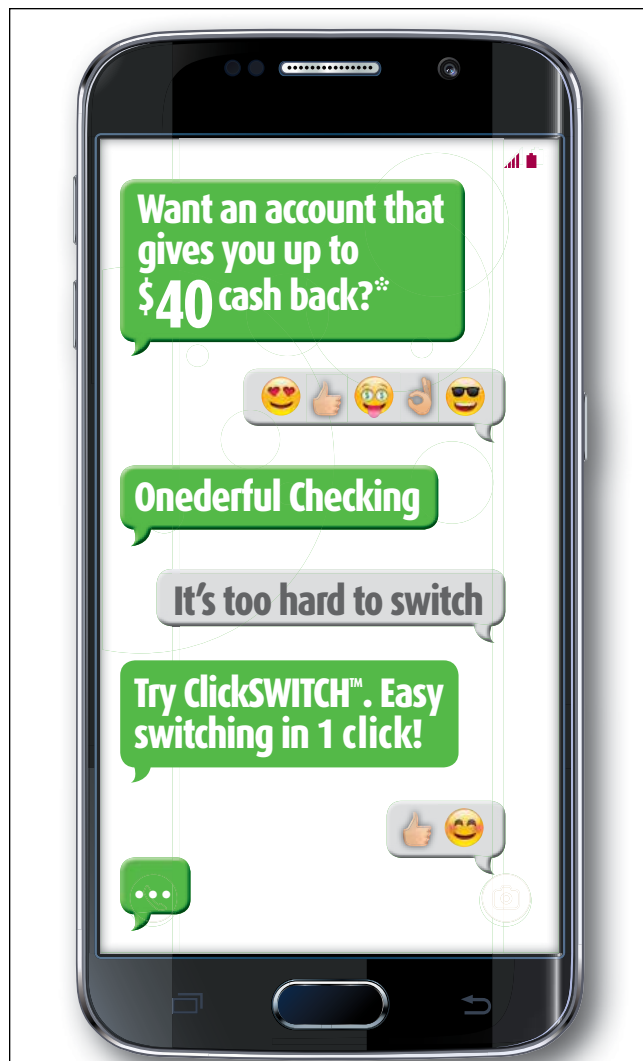 Want an account that
gives you up to
$40 cash back?*
😍👍🤑👌😎
Onederful Checking
It's too hard to switch
Try ClickSWITCH™. Easy
switching in 1 click!
👍😊
...